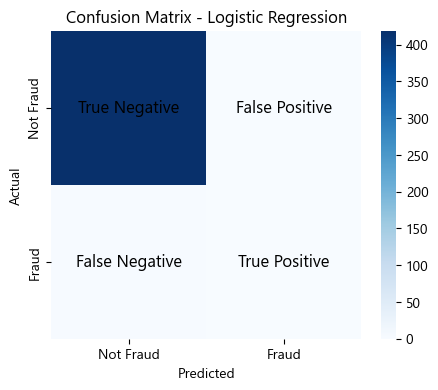 Confusion Matrix - Logistic Regression
Actual
Not Fraud
Fraud
True Negative
False Positive
False Negative
True Positive
Not Fraud
Fraud
Predicted
400
350
300
250
200
150
100
50
0